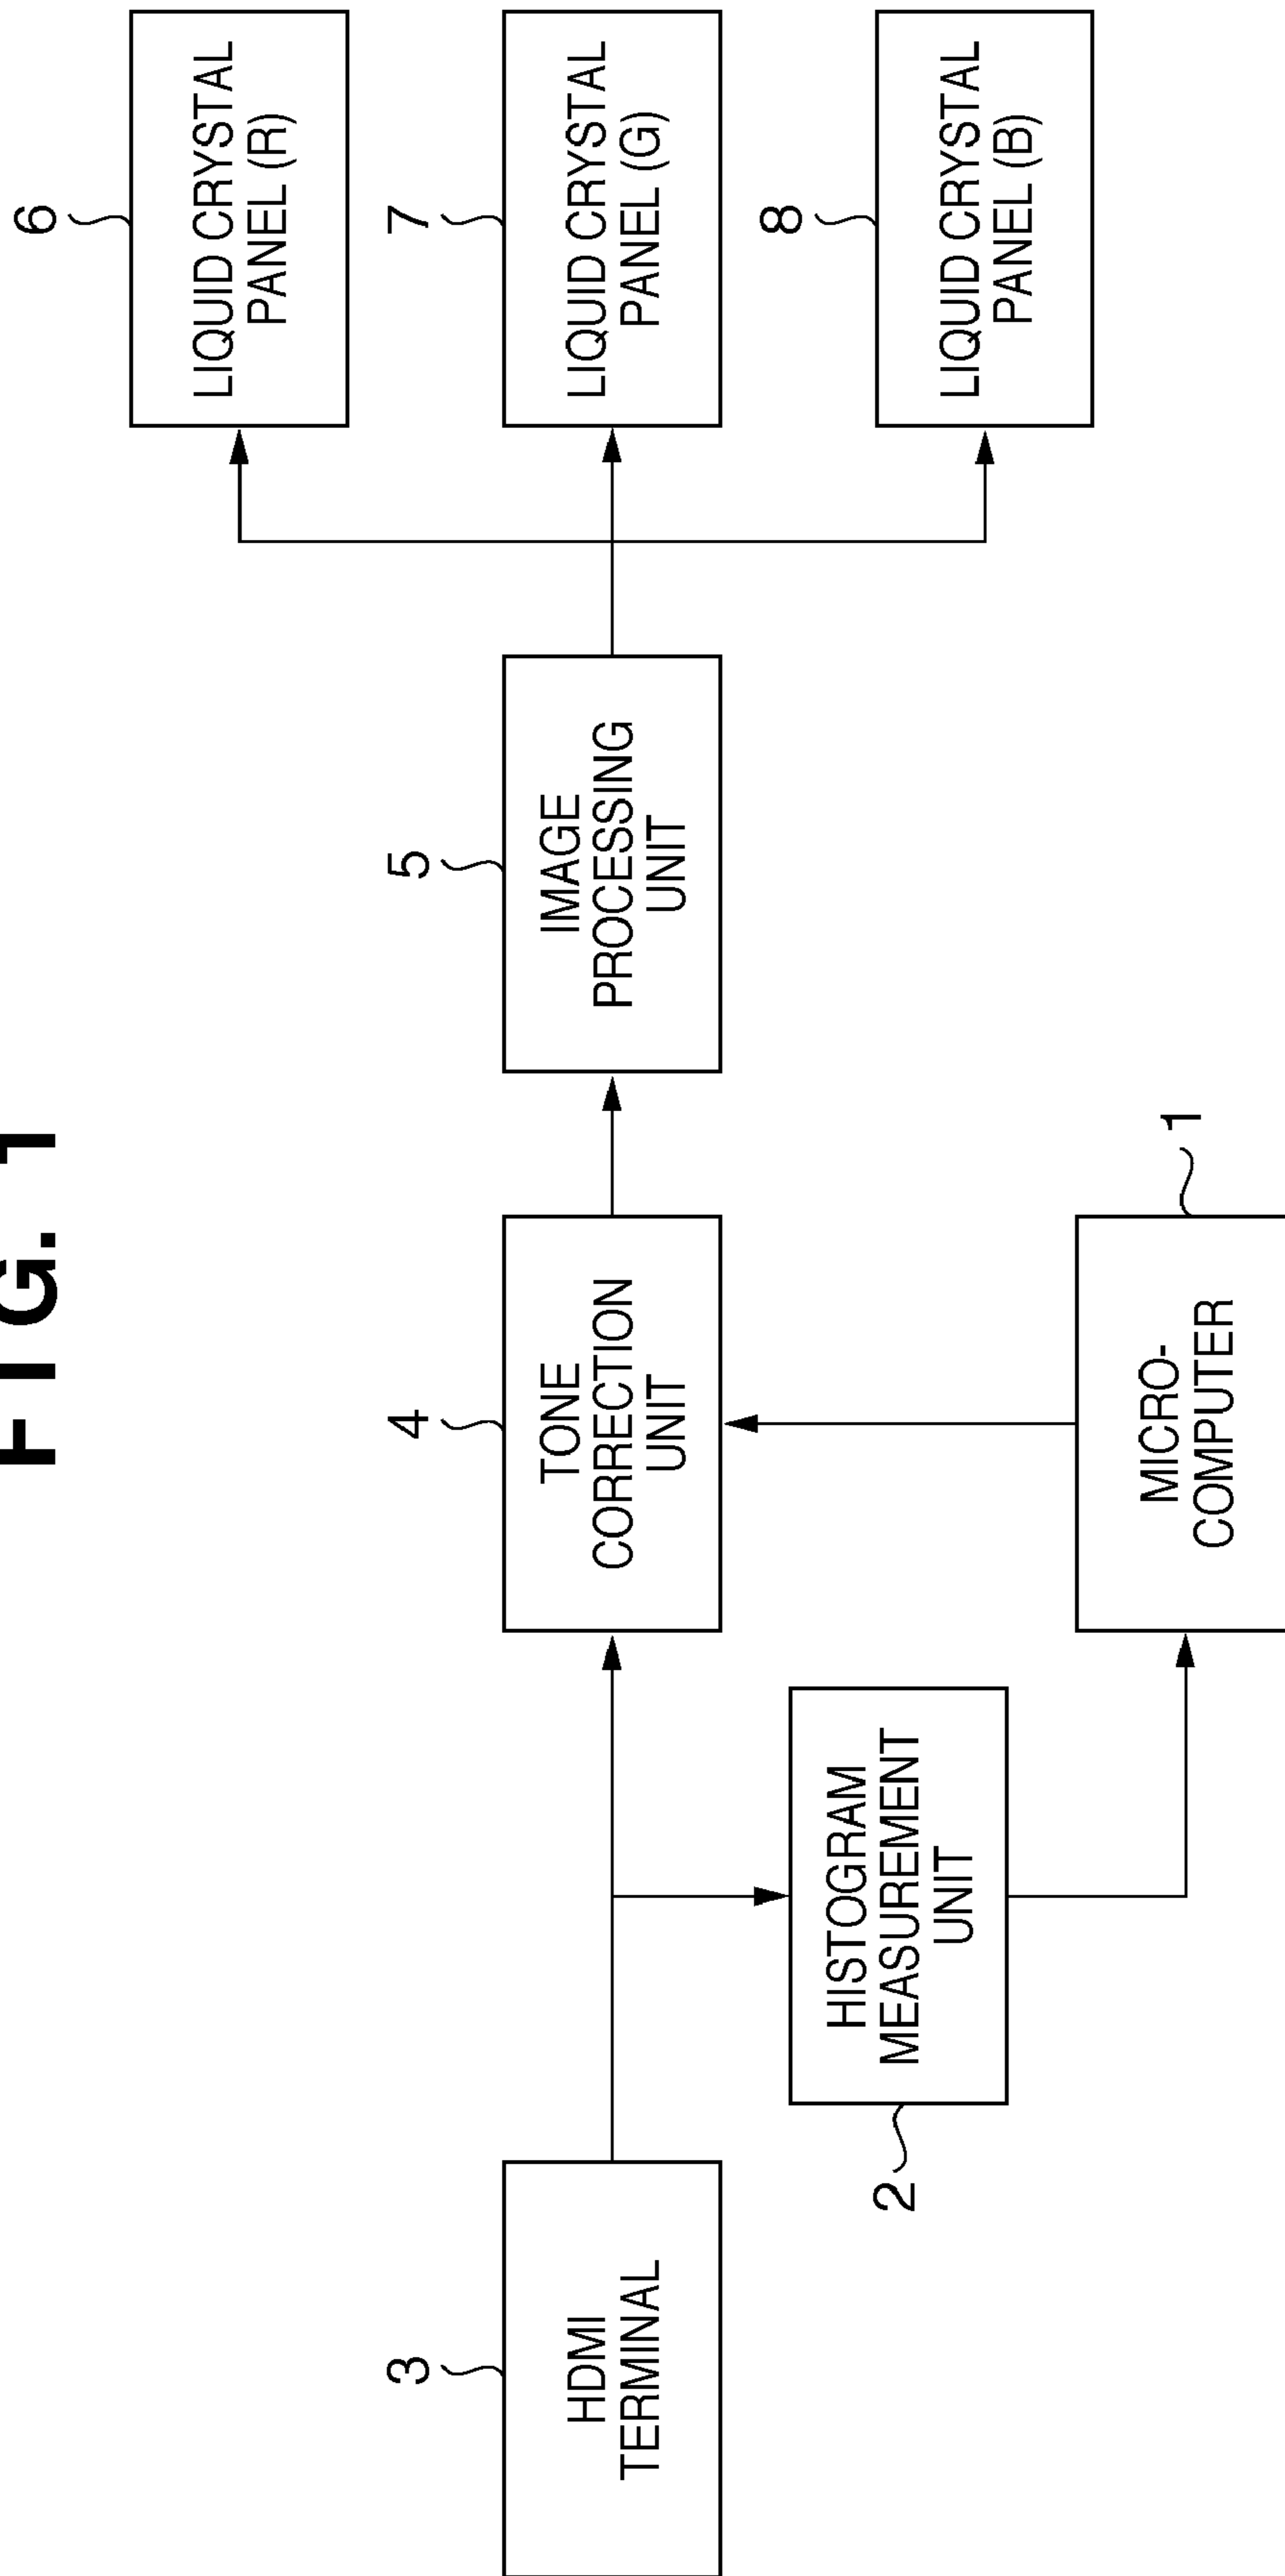 FIG. 1
3
HDMI
TERMINAL
2
HISTOGRAM
MEASUREMENT
UNIT
4
TONE
CORRECTION
UNIT
1
MICRO-
COMPUTER
5
IMAGE
PROCESSING
UNIT
6
LIQUID CRYSTAL
PANEL (R)
7
LIQUID CRYSTAL
PANEL (G)
8
LIQUID CRYSTAL
PANEL (B)